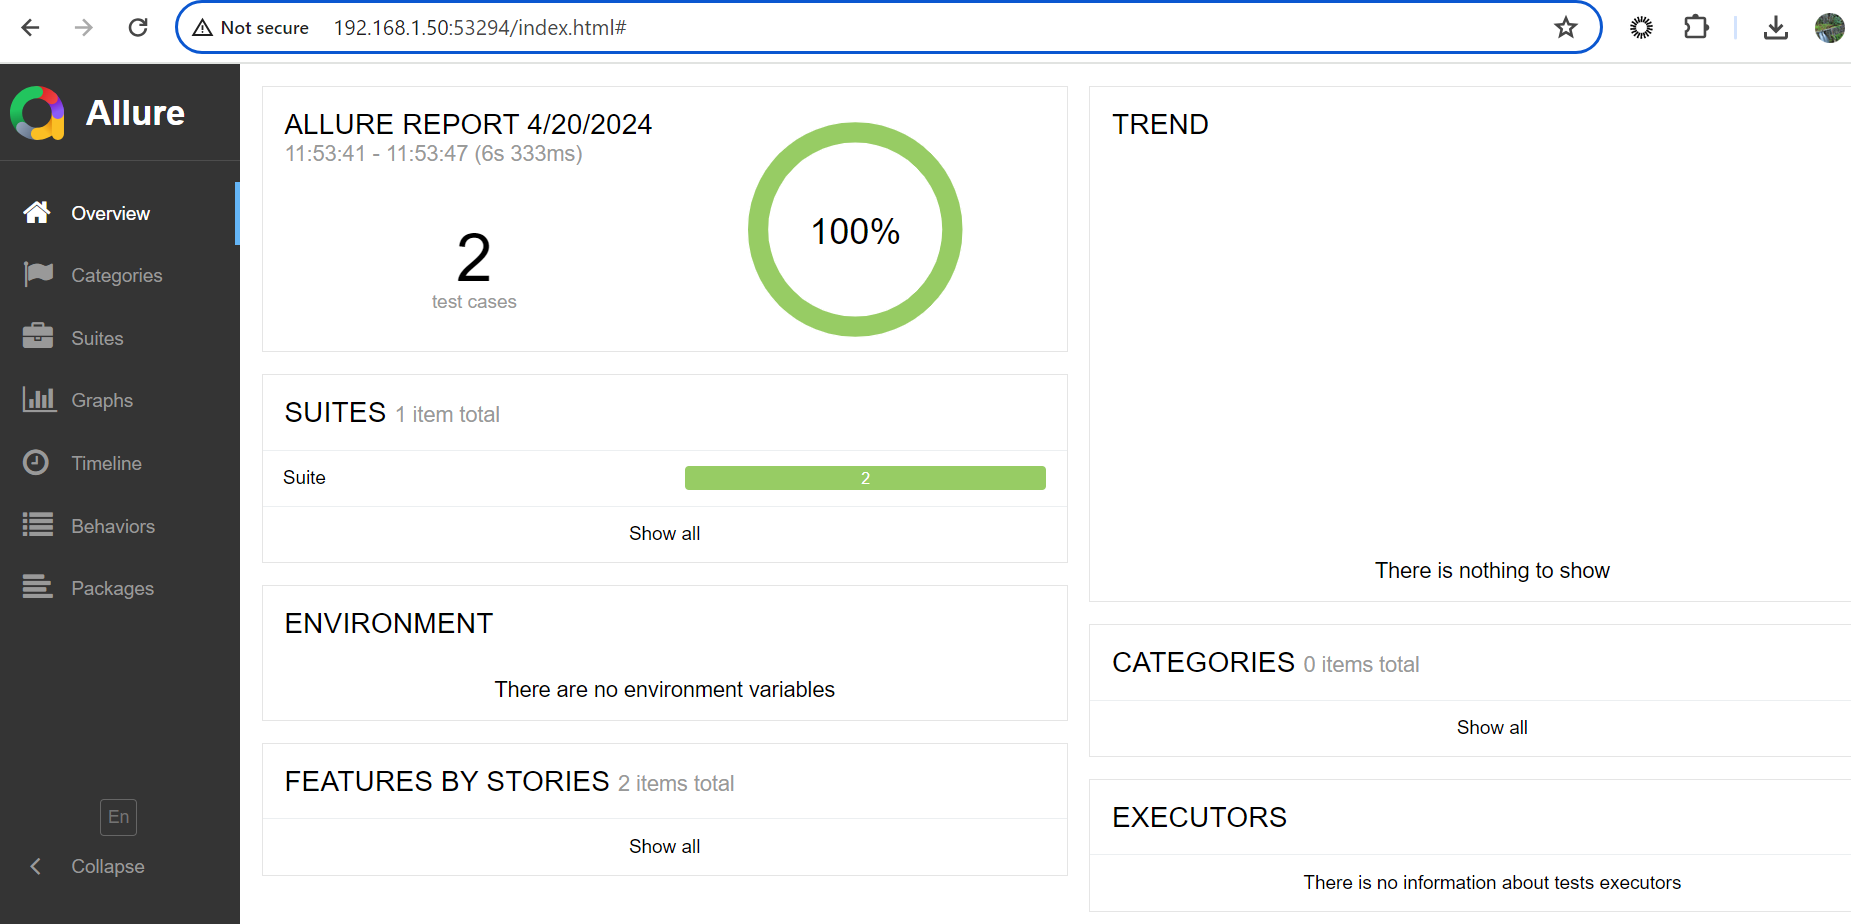 Not secure 192.168.1.50:53294/index.html#
Allure
Overview
Categories
Suites
Graphs
Timeline
Behaviors
Packages
En
Collapse
ALLURE REPORT 4/20/2024
11:53:41 - 11:53:47 (6s 333ms)
2
test cases
100%
SUITES 1 item total
Suite 2
Show all
ENVIRONMENT
There are no environment variables
FEATURES BY STORIES 2 items total
Show all
TREND
There is nothing to show
CATEGORIES 0 items total
Show all
EXECUTORS
There is no information about tests executors